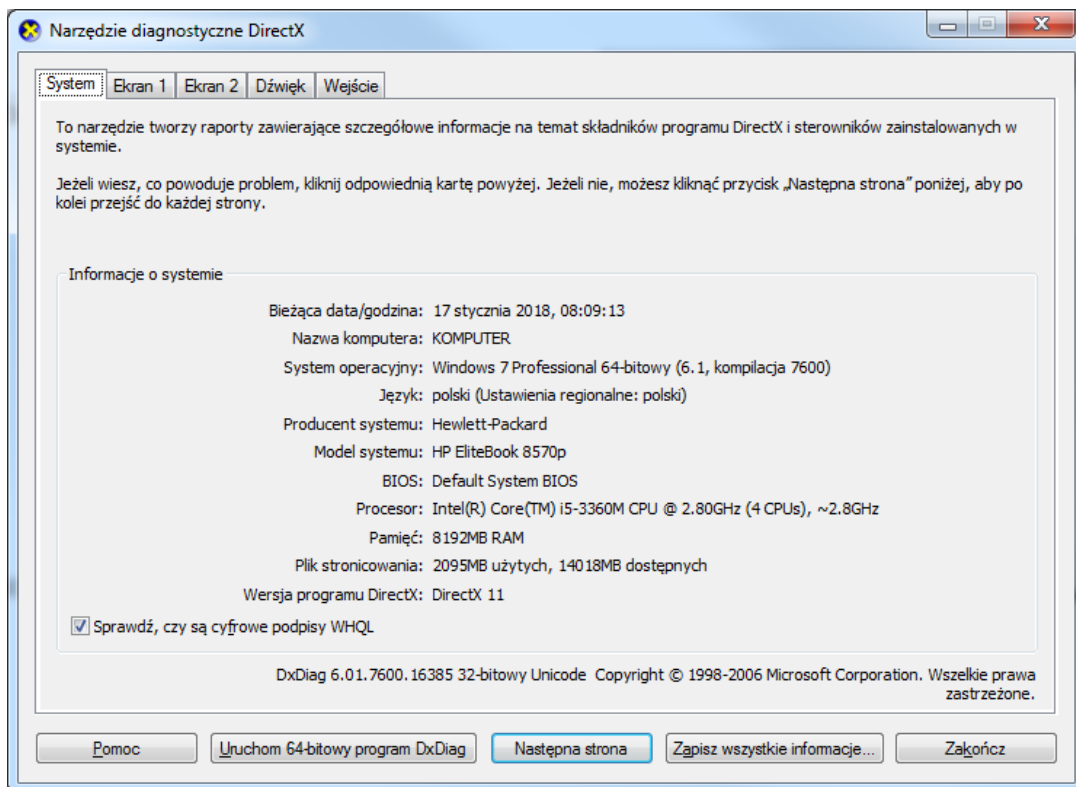 Narzędzie diagnostyczne DirectX
System Ekran 1 Ekran 2 Dźwięk Wejście
To narzędzie tworzy raporty zawierające szczegółowe informacje na temat składników programu DirectX i sterowników zainstalowanych w
systemie.
Jeżeli wiesz, co powoduje problem, kliknij odpowiednią kartę powyżej. Jeżeli nie, możesz kliknąć przycisk „Następna strona” poniżej, aby po
kolei przejść do każdej strony.
Informacje o systemie
Bieżąca data/godzina: 17 stycznia 2018, 08:09:13
Nazwa komputera: KOMPUTER
System operacyjny: Windows 7 Professional 64-bitowy (6.1, kompilacja 7600)
Język: polski (Ustawienia regionalne: polski)
Producent systemu: Hewlett-Packard
Model systemu: HP EliteBook 8570p
BIOS: Default System BIOS
Procesor: Intel(R) Core(TM) i5-3360M CPU @ 2.80GHz (4 CPUs), ~2.8GHz
Pamięć: 8192MB RAM
Plik stronicowania: 2095MB użytych, 14018MB dostępnych
Wersja programu DirectX: DirectX 11
Sprawdź, czy są cyfrowe podpisy WHQL
DxDiag 6.01.7600.16385 32-bitowy Unicode Copyright © 1998-2006 Microsoft Corporation. Wszelkie prawa
zastrzeżone.
Pomoc Uruchom 64-bitowy program DxDiag Następna strona Zapisz wszystkie informacje... Zakończ